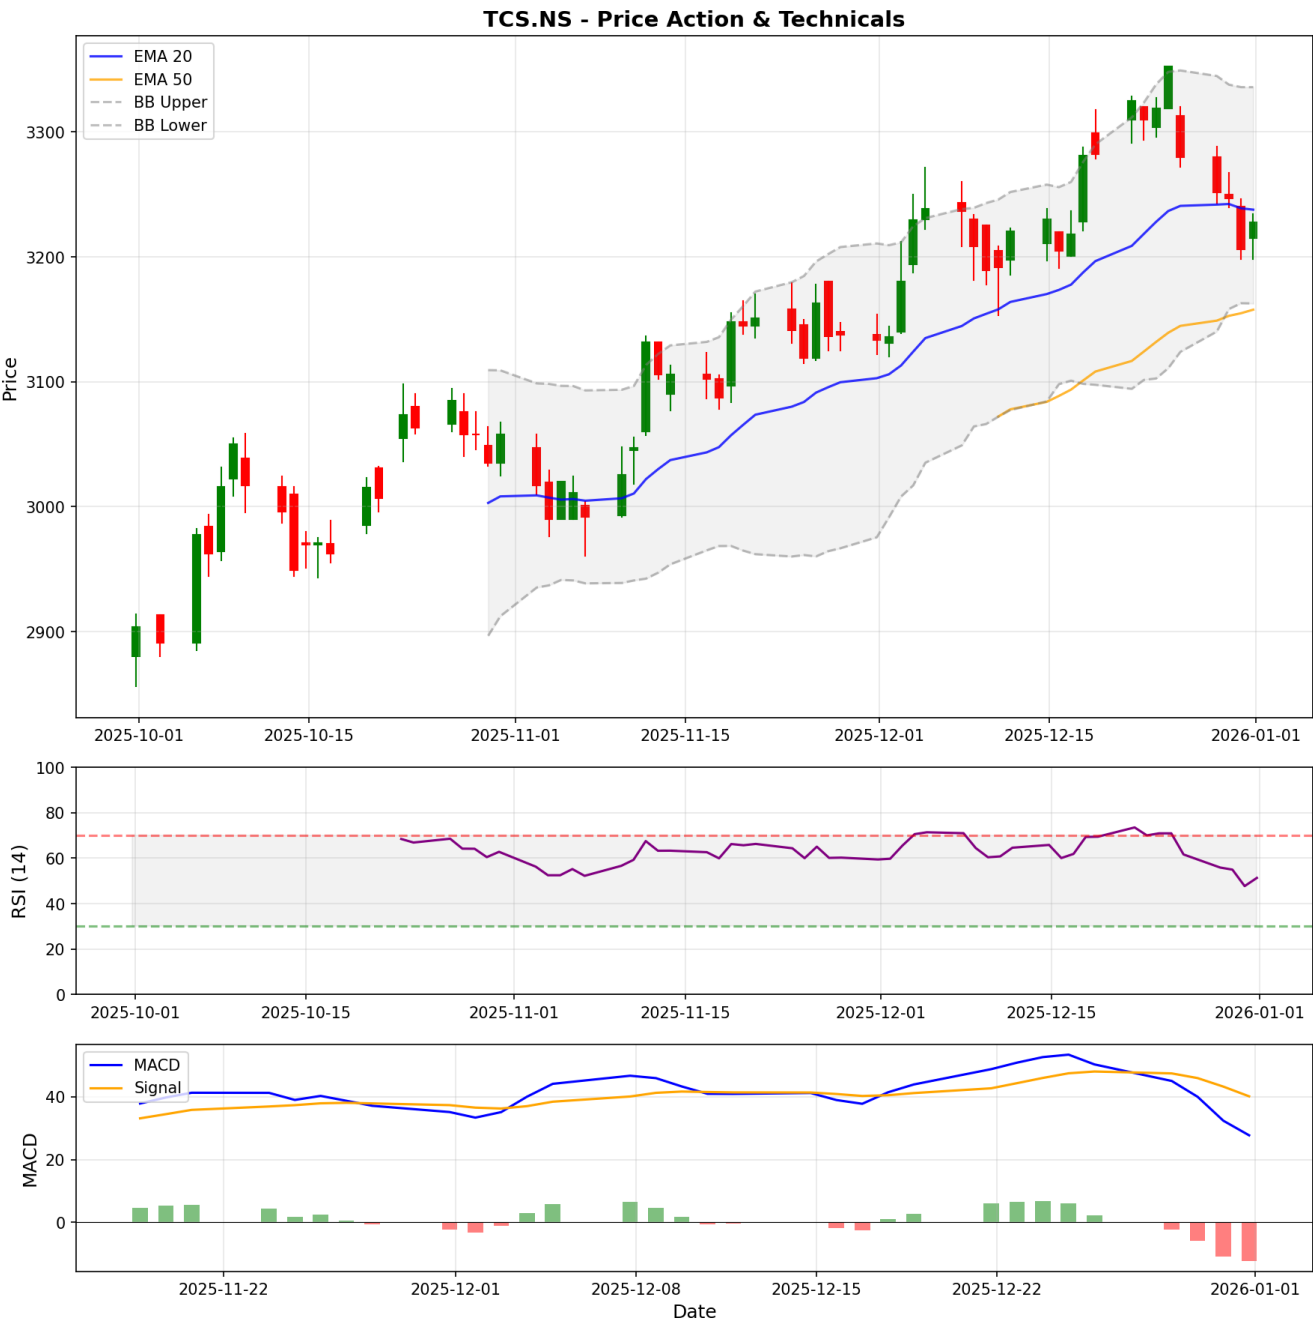 TCS.NS - Price Action & Technicals
EMA 20
EMA 50
BB Upper
BB Lower
Price
3300
3200
3100
3000
2900
2025-10-01 2025-10-15 2025-11-01 2025-11-15 2025-12-01 2025-12-15 2026-01-01
RSI (14)
100
80
60
40
20
0
2025-10-01 2025-10-15 2025-11-01 2025-11-15 2025-12-01 2025-12-15 2026-01-01
MACD
Signal
MACD
40
20
0
2025-11-22 2025-12-01 2025-12-08 2025-12-15 2025-12-22 2026-01-01
Date